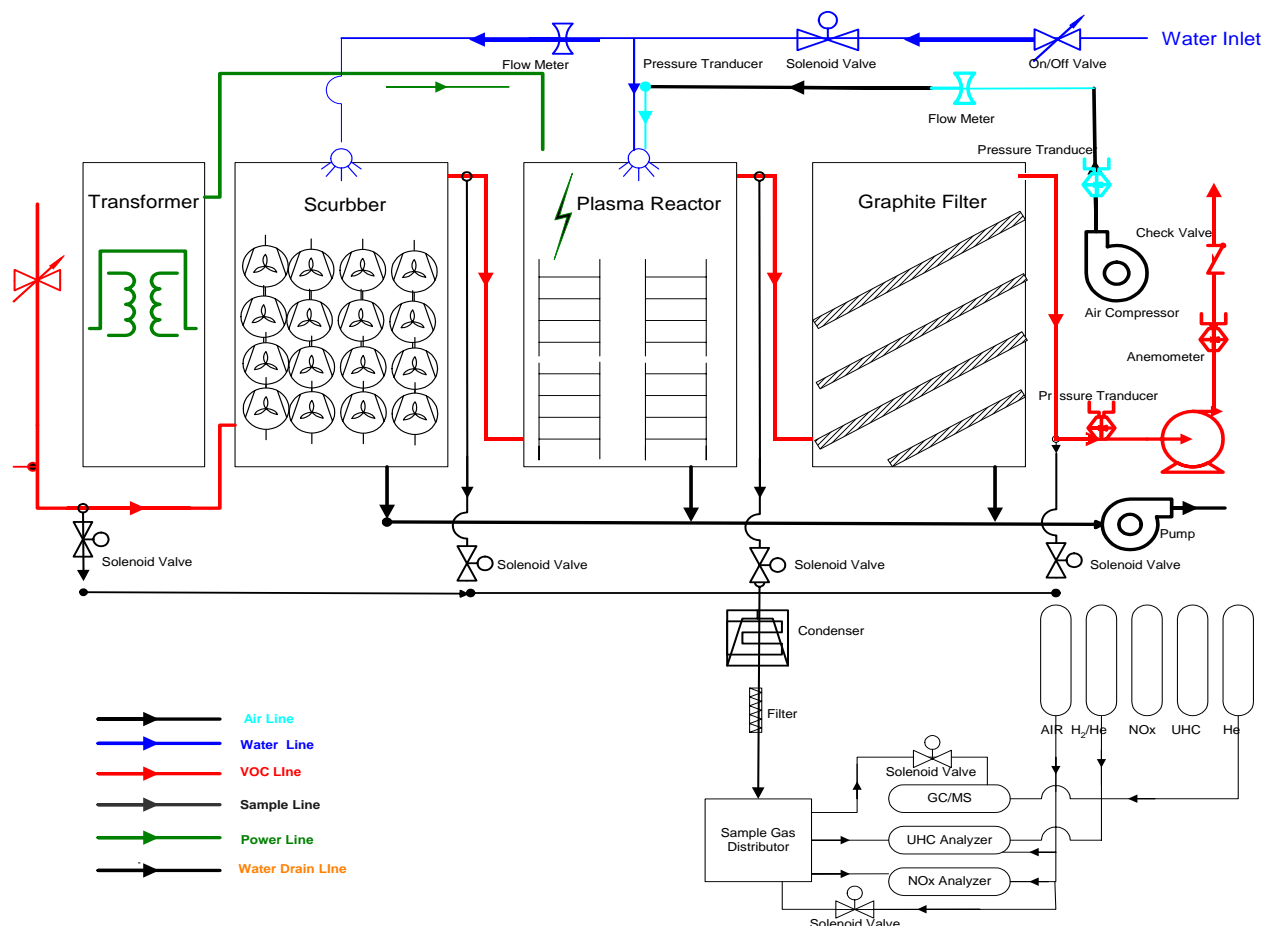 Water Inlet
Flow Meter
Pressure Tranducer
Solenoid Valve
On/Off Valve
Flow Meter
Pressure Tranducer
Transformer
Scurbber
Plasma Reactor
Graphite Filter
Check Valve
Air Compressor
Anemometer
Pressure Tranducer
Pump
Solenoid Valve
Solenoid Valve
Solenoid Valve
Solenoid Valve
Condenser
Filter
AIR
H2/He
NOx
UHC
He
Air Line
Water Line
VOC LIne
Sample Line
Power Line
Water Drain LIne
Solenoid Valve
GC/MS
Sample Gas
Distributor
UHC Analyzer
NOx Analyzer
Solenoid Valve